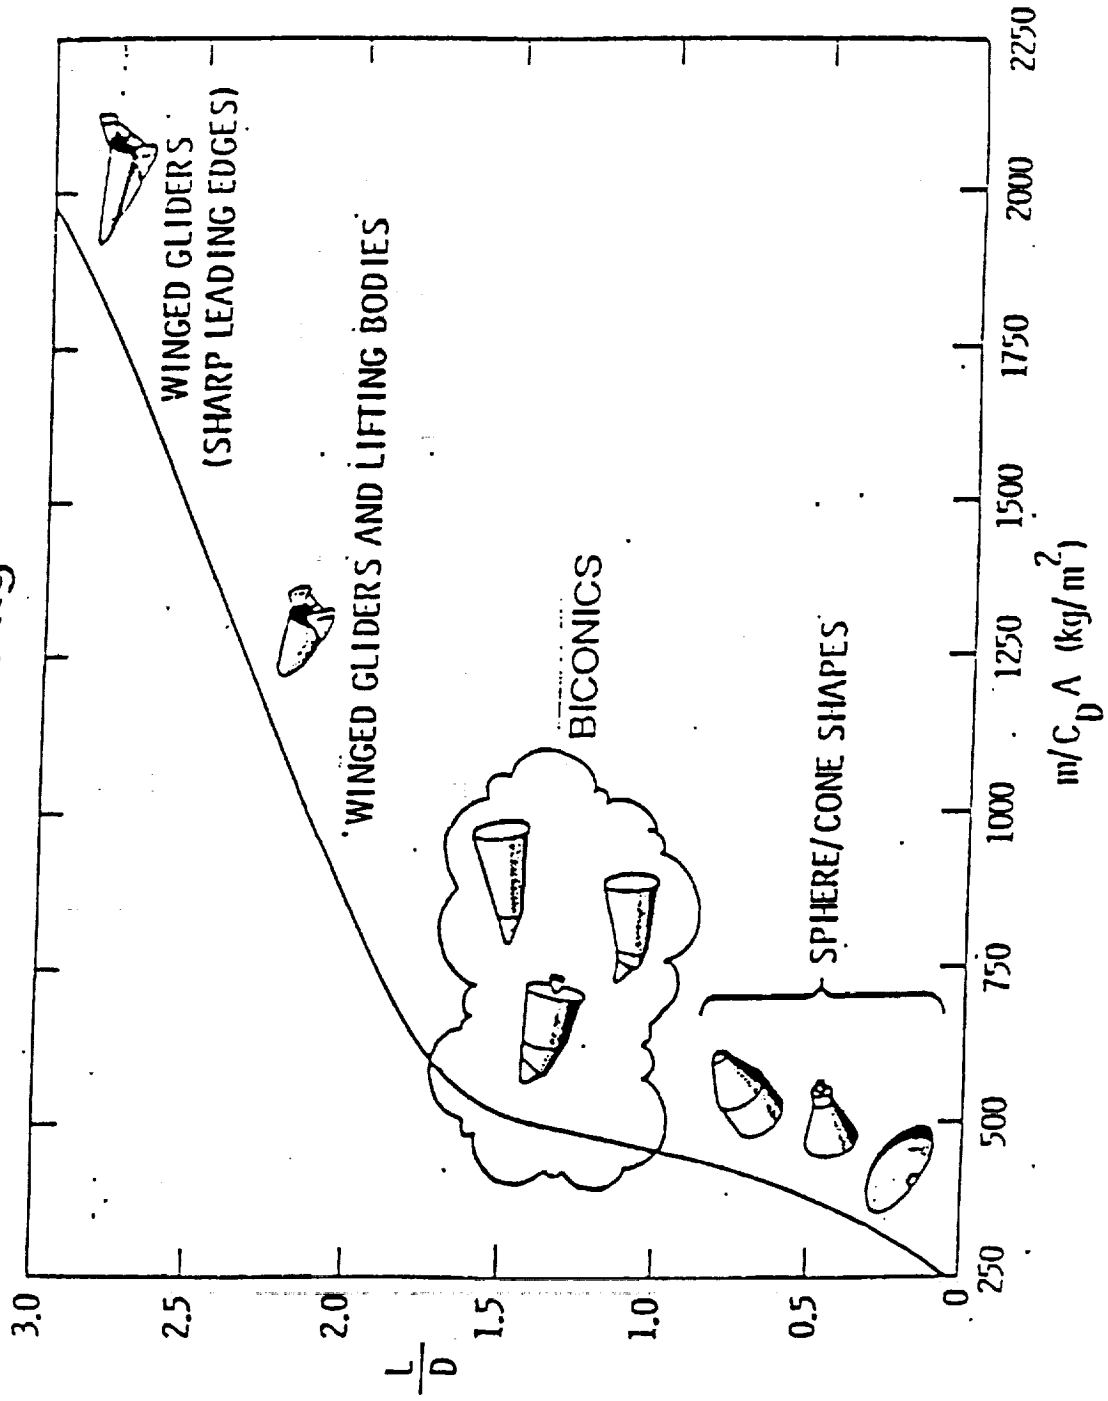 3.0
2.5
2.0
1.5
1.0
0.5
0
L
D
250
500
750
1000
1250
1500
1750
2000
2250
m/C_D A (kg/m²)
WINGED GLIDERS
(SHARP LEADING EDGES)
WINGED GLIDERS AND LIFTING BODIES
BICONICS
SPHERE/CONE SHAPES